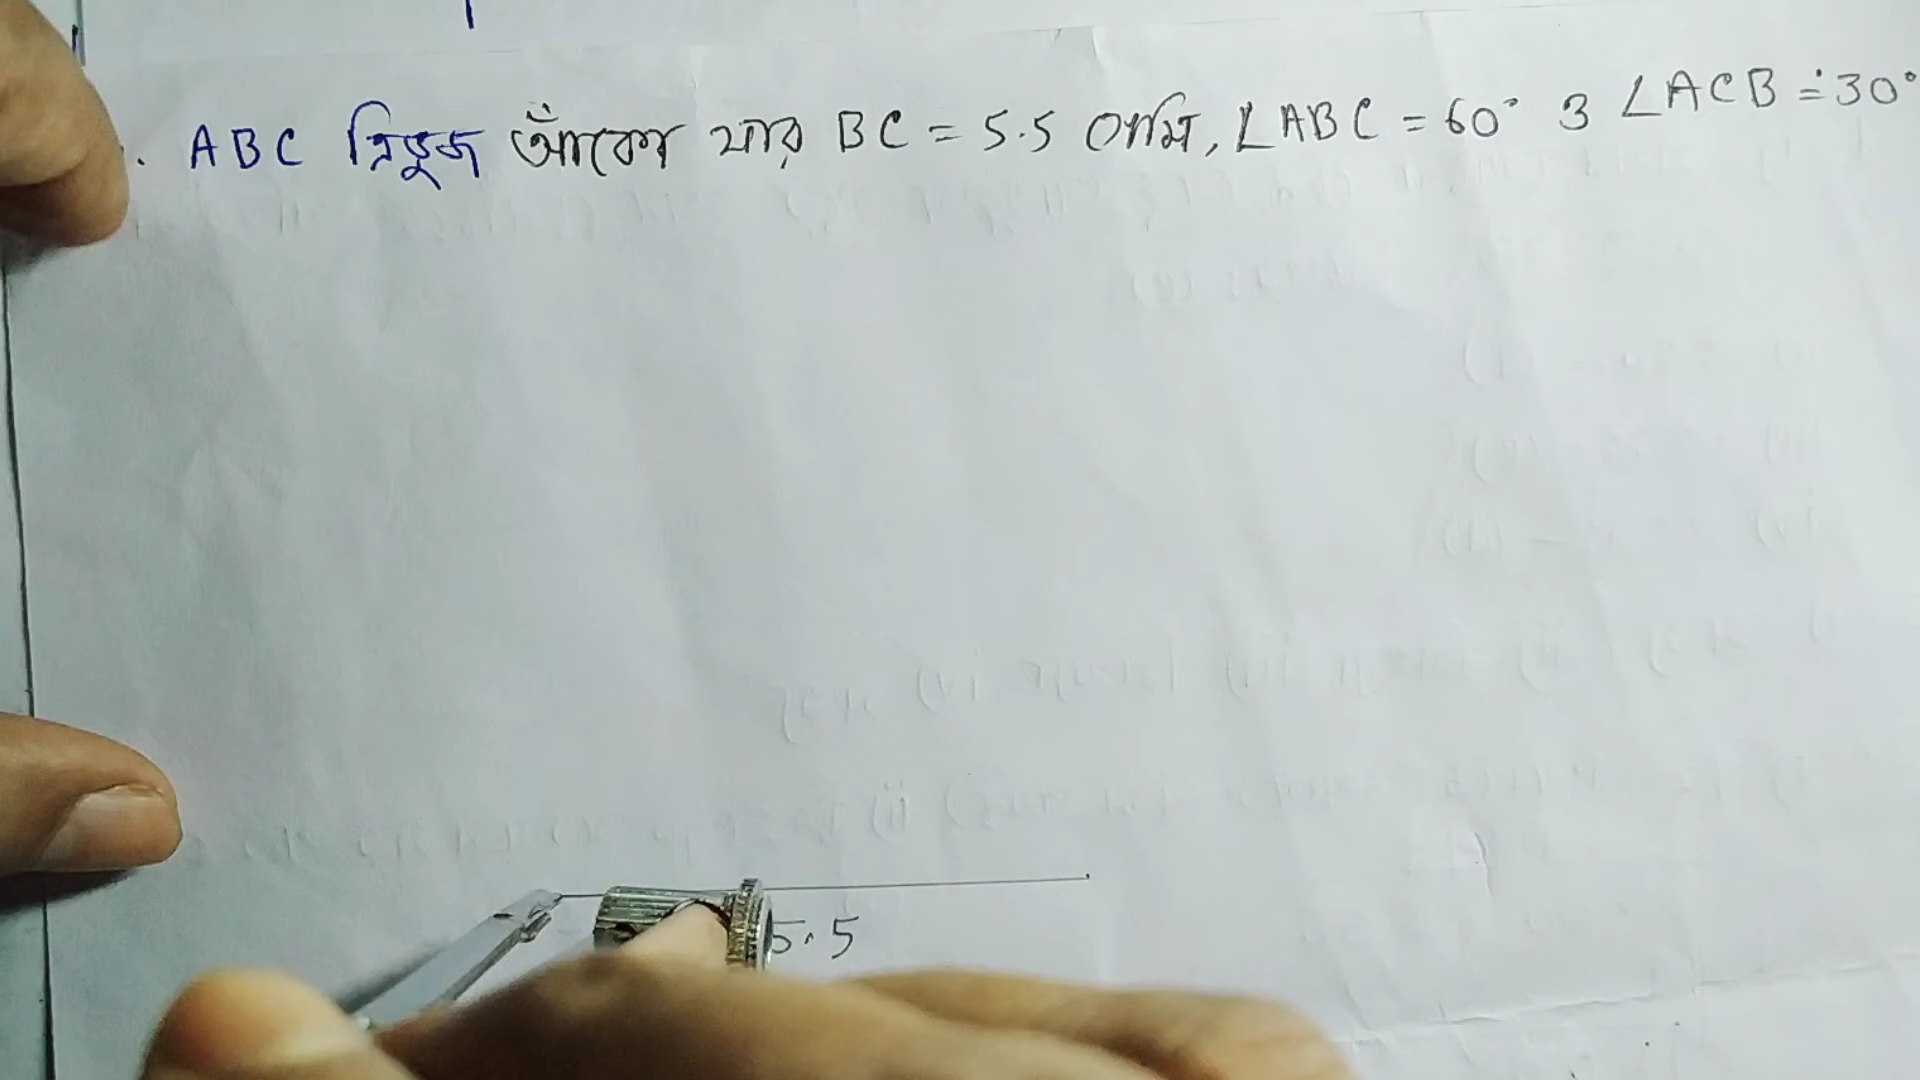 . ABC ত্রিভুজ আঁকো যার BC = 5.5 সেমি, ∠ABC = 60° ও ∠ACB = 30°
5.5